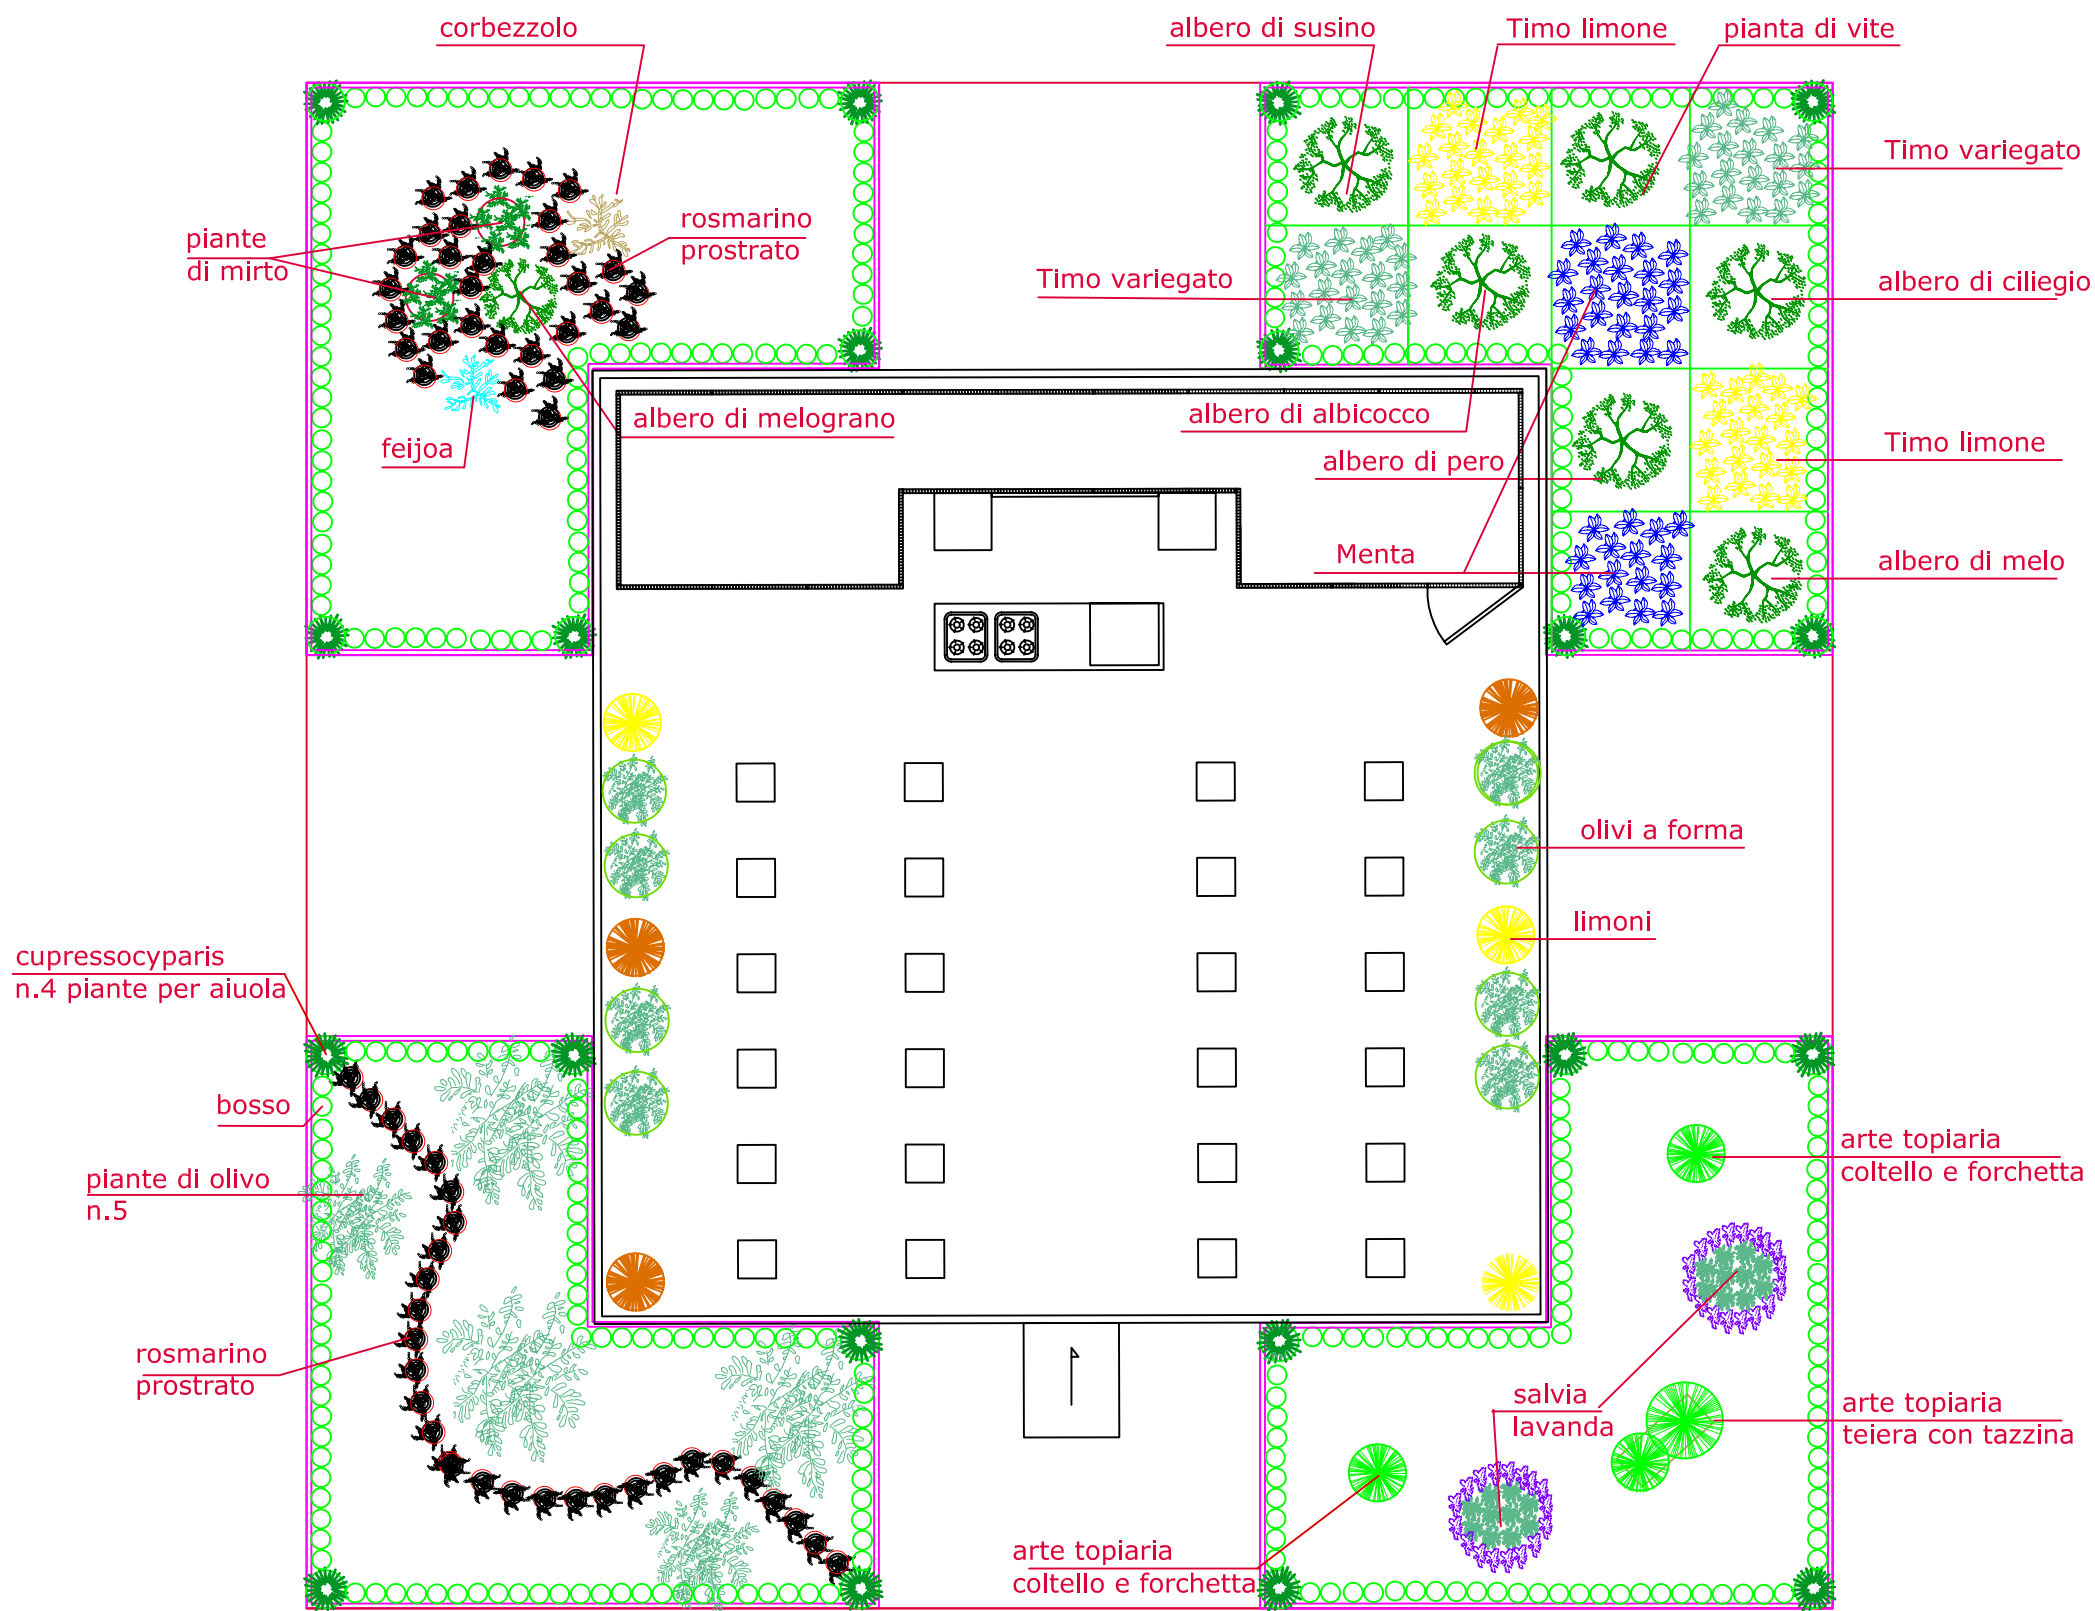 corbezzolo
albero di susino
Timo limone
pianta di vite
Timo variegato
rosmarino
prostrato
piante
di mirto
Timo variegato
albero di ciliegio
albero di melograno
albero di albicocco
feijoa
albero di pero
Timo limone
Menta
albero di melo
olivi a forma
limoni
cupressocyparis
n.4 piante per aiuola
bosso
piante di olivo
n.5
arte topiaria
coltello e forchetta
rosmarino
prostrato
salvia
lavanda
arte topiaria
teiera con tazzina
arte topiaria
coltello e forchetta